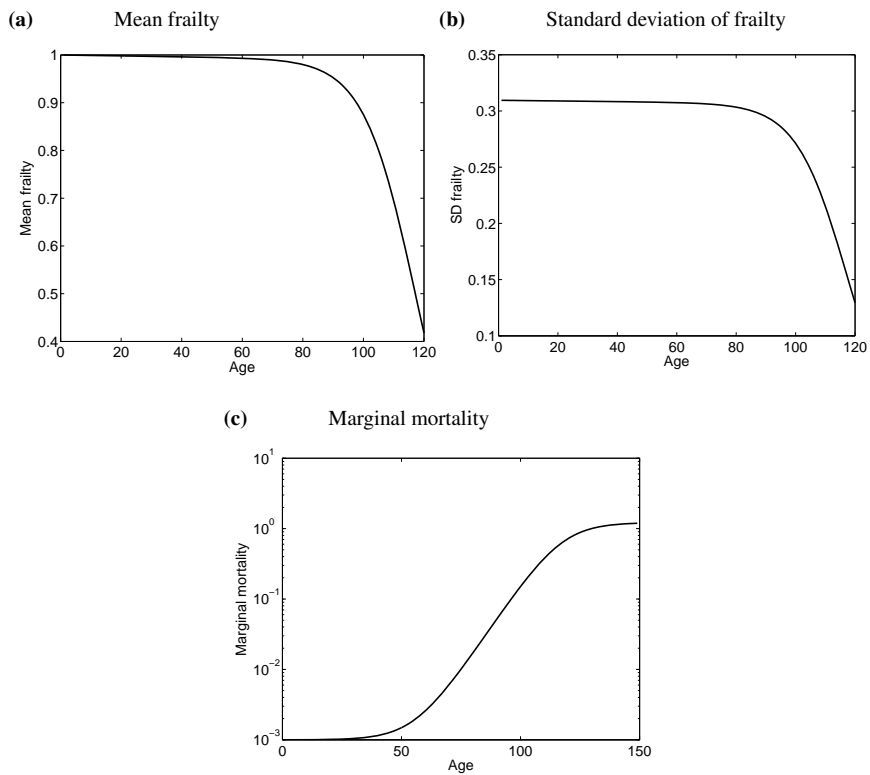 (a) Mean frailty
1
0.9
0.8
0.7
0.6
0.5
0.4
0 20 40 60 80 100 120
Age
Mean frailty
(b) Standard deviation of frailty
0.35
0.3
0.25
0.2
0.15
0.1
0 20 40 60 80 100 120
Age
SD frailty
(c) Marginal mortality
10^1
10^0
10^-1
10^-2
10^-3
0 50 100 150
Age
Marginal mortality